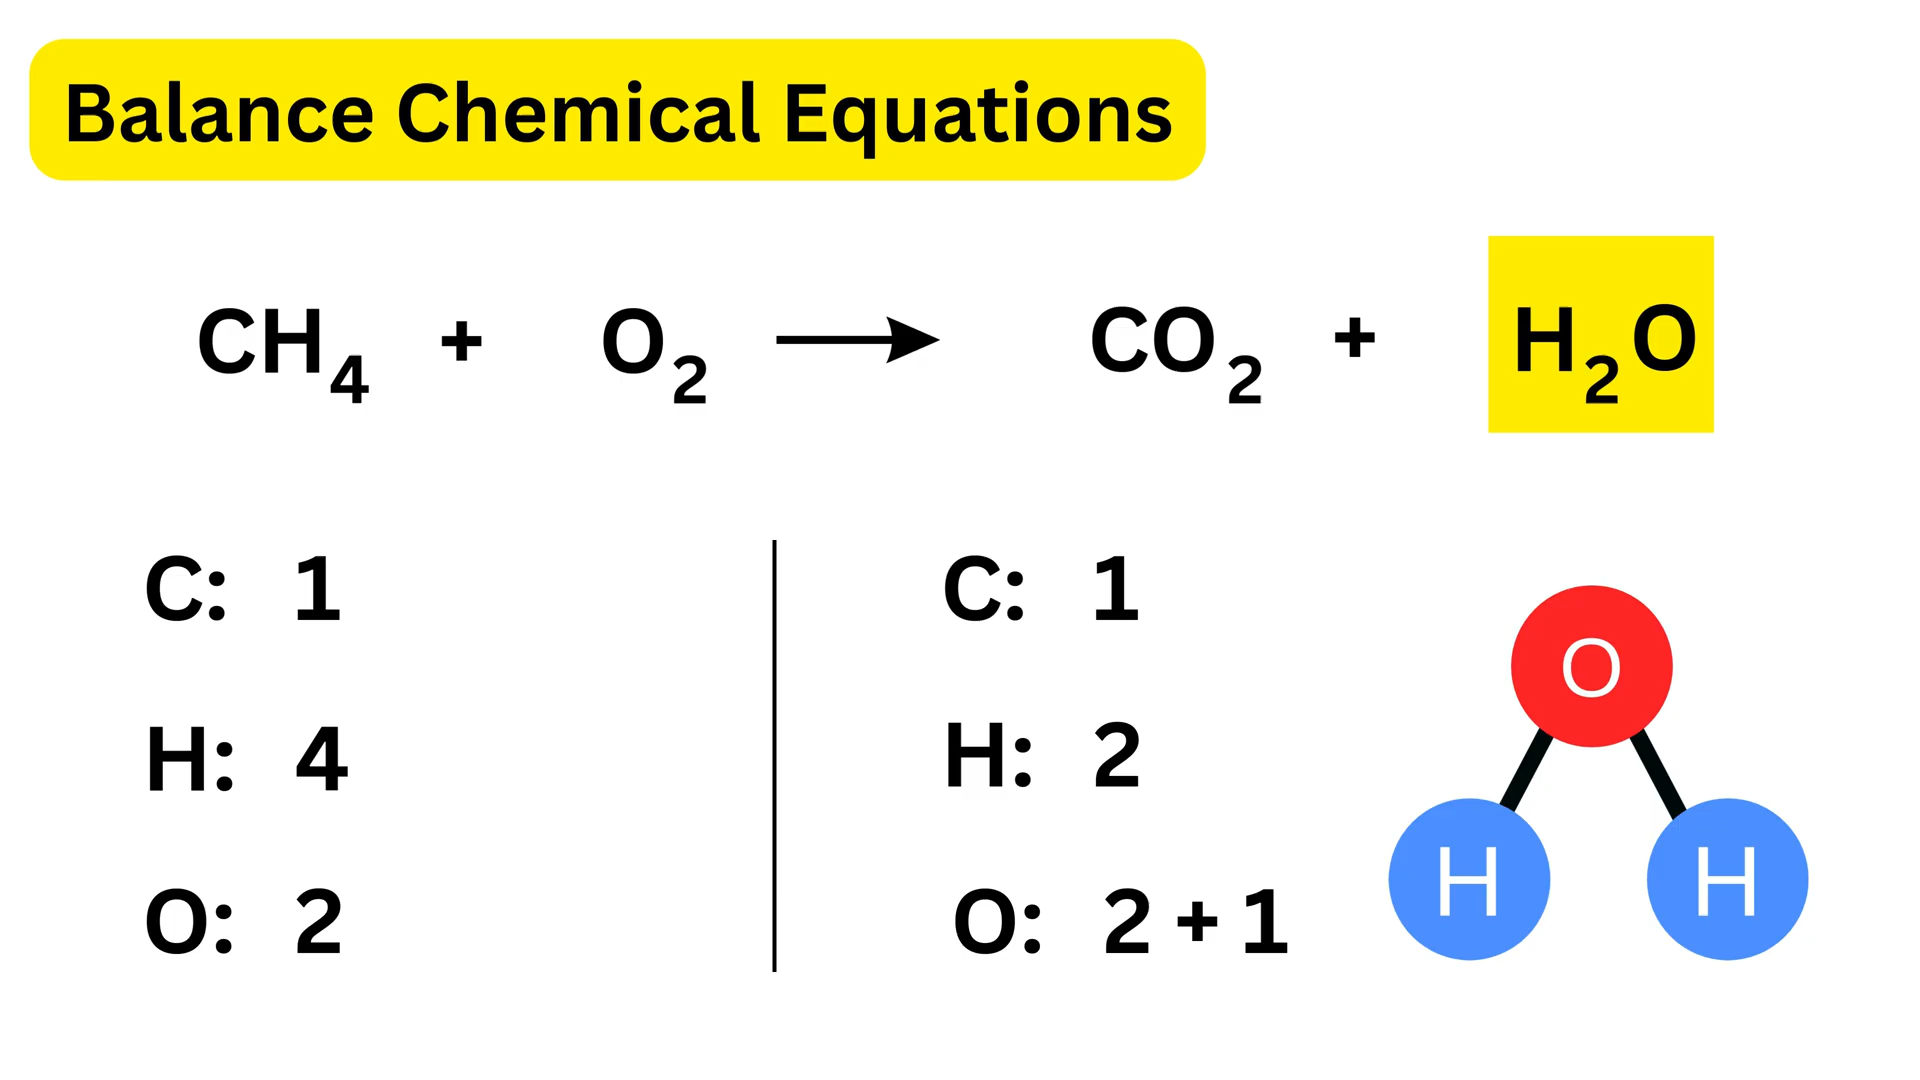 Balance Chemical Equations
CH₄ + O₂ → CO₂ + H₂O
C: 1 C: 1
H: 4 H: 2
O: 2 O: 2 + 1
O
H H